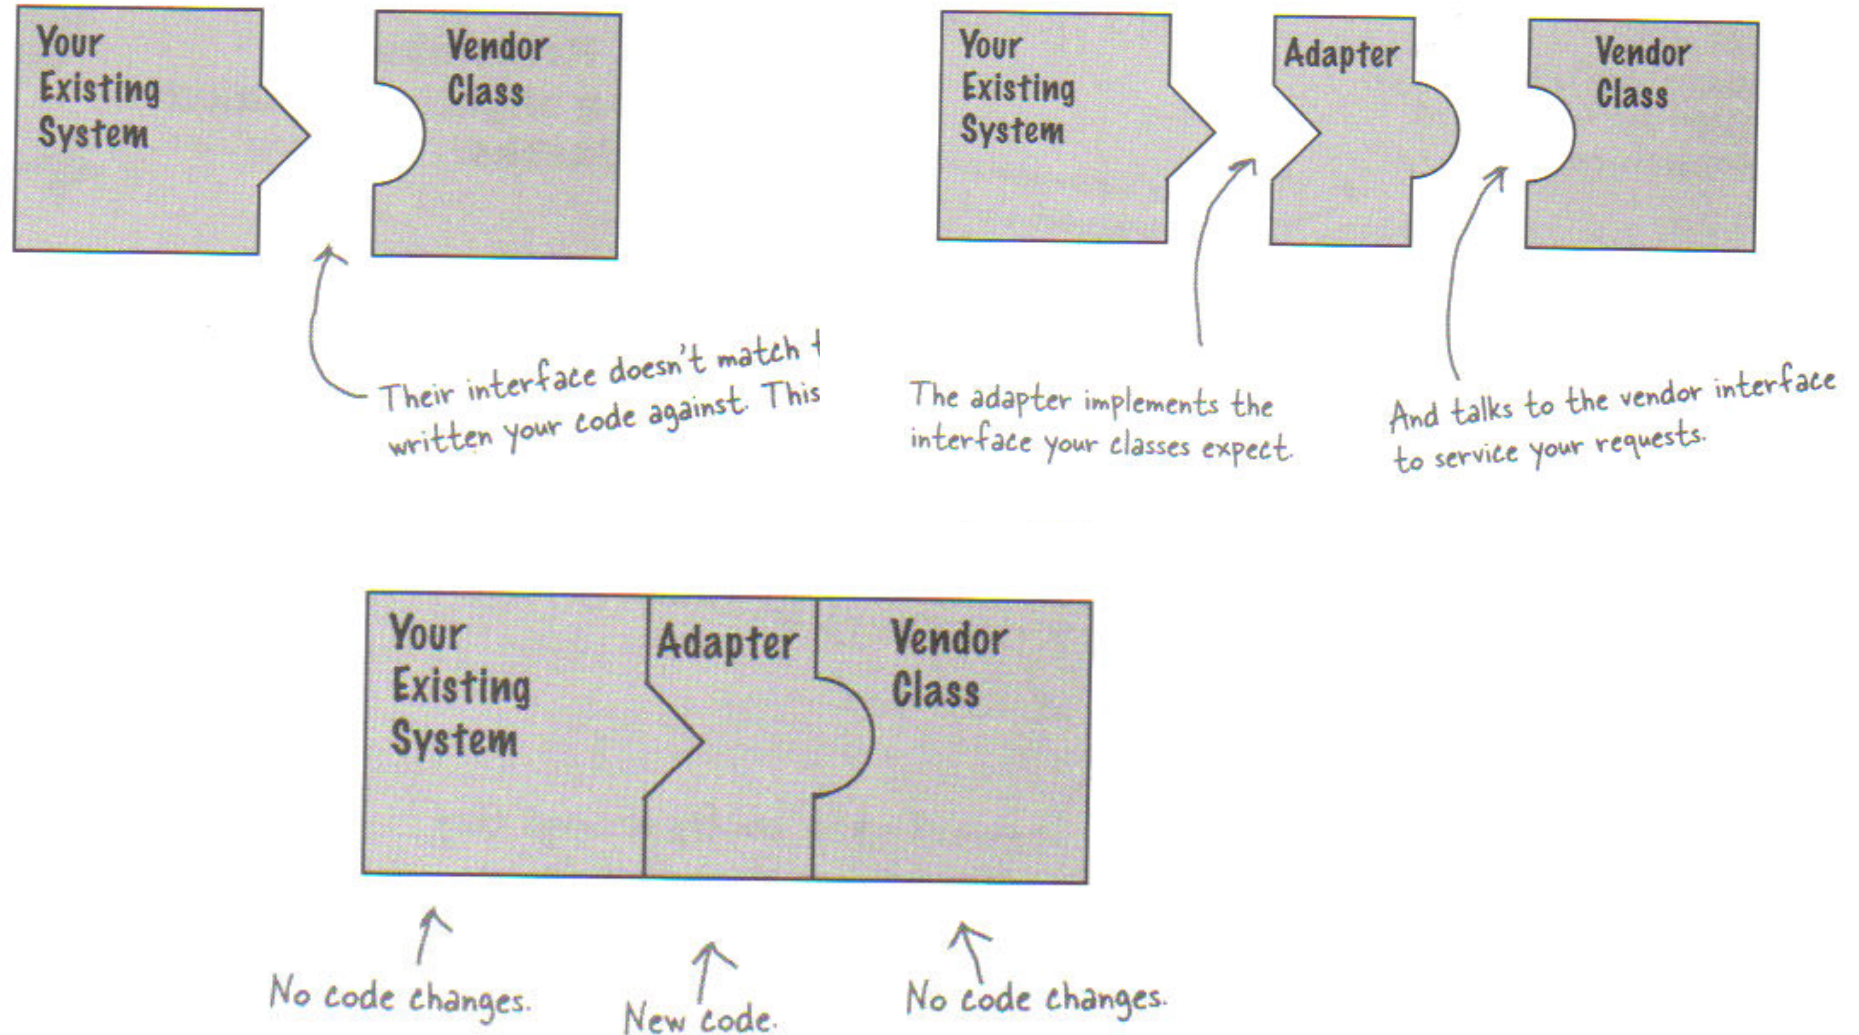 Your
Existing
System
Vendor
Class
Their interface doesn't match
written your code against. This
Your
Existing
System
Adapter
Vendor
Class
The adapter implements the
interface your classes expect.
And talks to the vendor interface
to service your requests.
Your
Existing
System
Adapter
Vendor
Class
No code changes.
New code.
No code changes.